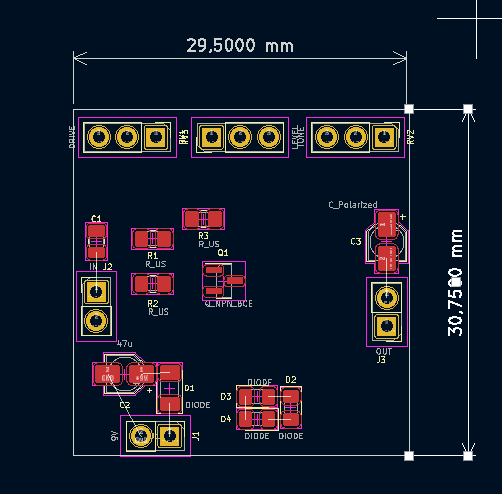 29,5000 mm
DRIVE
LEVEL
TONE
RV2
C_Polarized
C1
R3
R_US
R1
R_US
Q1
C3
IN J2
R2
R_US
Q_NPN_BCE
30,7500 mm
OUT
J3
47u
D1
DIODE
C2
DIODE
D2
D3
D4
DIODE
DIODE
9V
J1